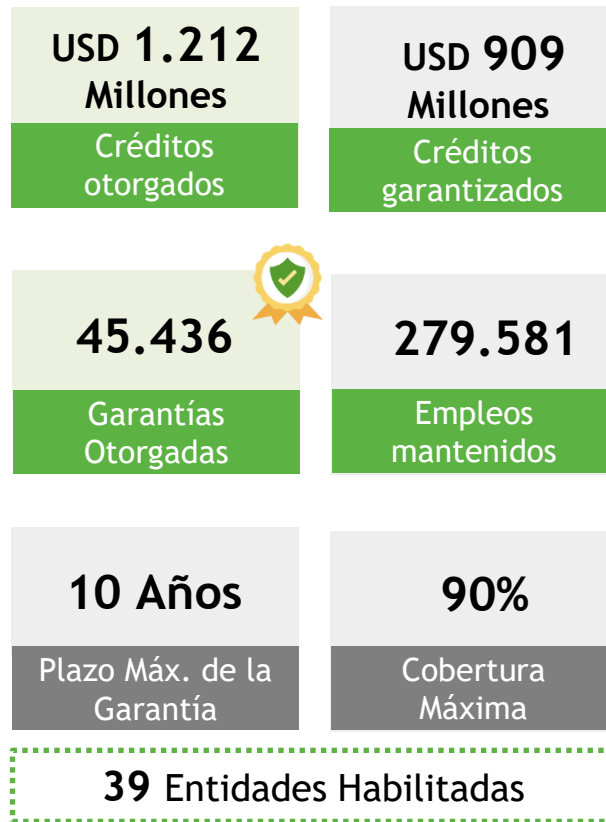 USD 1.212
Millones
Créditos
otorgados
USD 909
Millones
Créditos
garantizados
45.436
Garantías
Otorgadas
279.581
Empleos
mantenidos
10 Años
Plazo Máx. de la
Garantía
90%
Cobertura
Máxima
39 Entidades Habilitadas